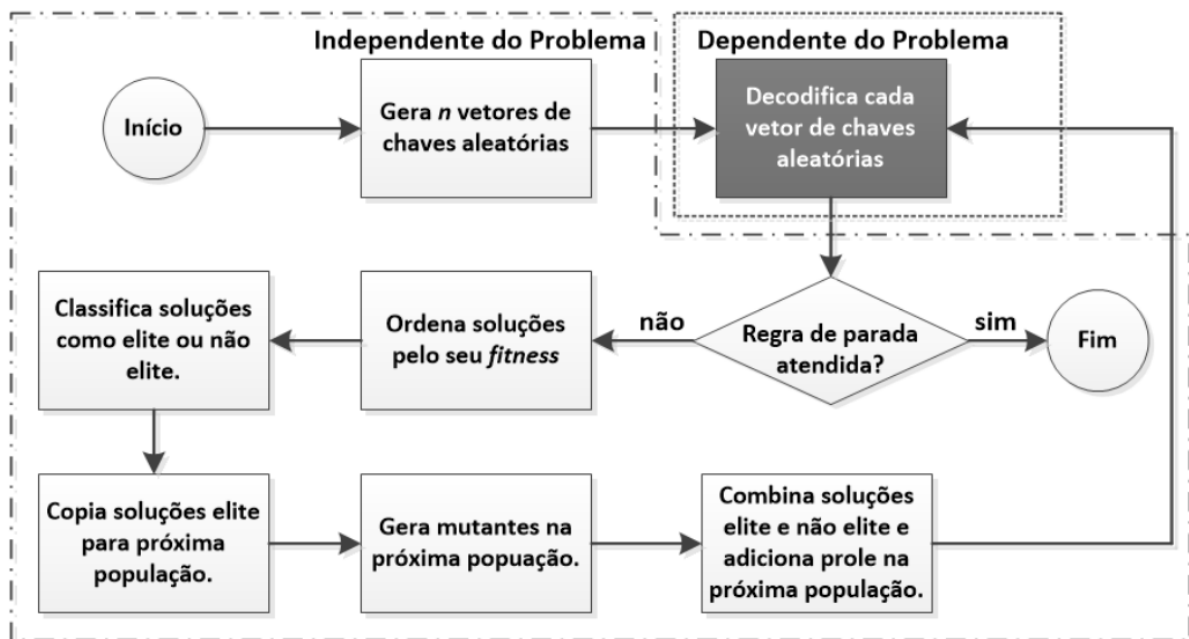 Independente do Problema
Dependente do Problema
Início
Gera n vetores de
chaves aleatórias
Decodifica cada
vetor de chaves
aleatórias
Regra de parada
atendida?
sim
Fim
não
Ordena soluções
pelo seu fitness
Classifica soluções
como elite ou não
elite.
Copia soluções elite
para próxima
população.
Gera mutantes na
próxima popuação.
Combina soluções
elite e não elite e
adiciona prole na
próxima população.